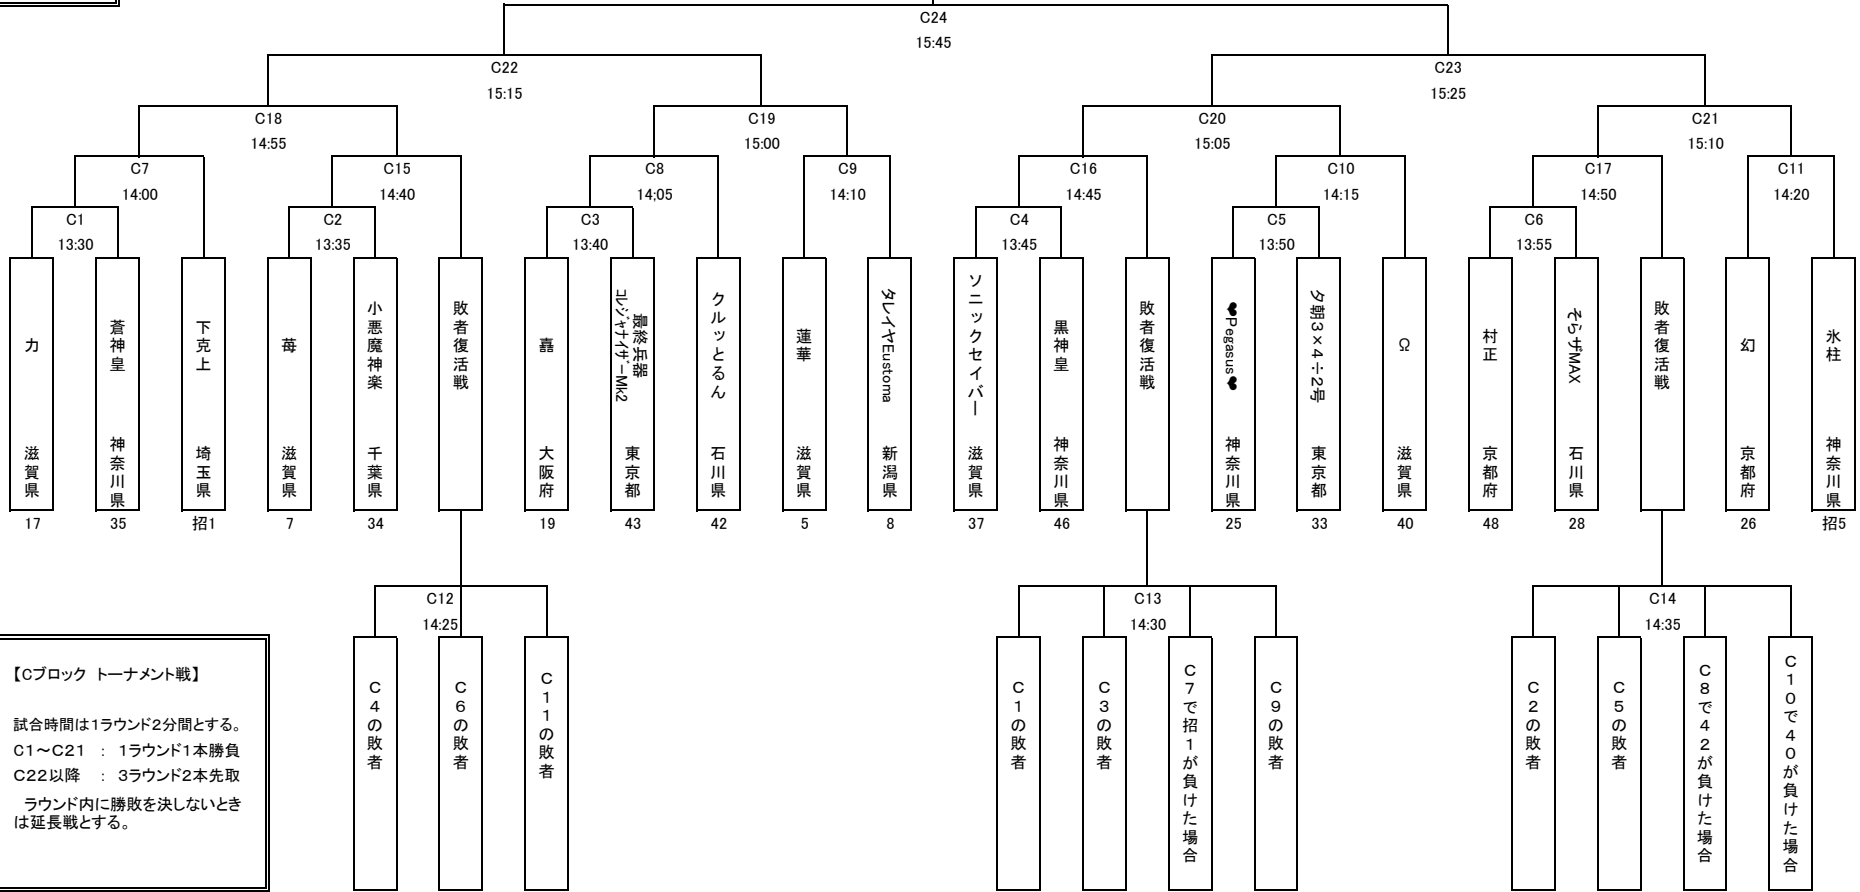 C24
15:45
C22
15:15
C23
15:25
C18
14:55
C19
15:00
C20
15:05
C21
15:10
C7
14:00
C15
14:40
C8
14;05
C9
14:10
C16
14:45
C10
14:15
C17
14:50
C11
14:20
C1
13:30
C2
13:35
C3
13:40
C4
13:45
C5
13:50
C6
13:55
力
滋賀県
17
蒼神皇
神奈川県
35
下克上
埼玉県
招1
苺
滋賀県
7
小悪魔神楽
千葉県
34
敗者復活戦
嚞
大阪府
19
最終兵器
コレジャナイザーMk2
東京都
43
クルッとるん
石川県
42
蓮華
滋賀県
5
タレイヤEustoma
新潟県
8
ソニックセイバー
滋賀県
37
黒神皇
神奈川県
46
敗者復活戦
❤Pegasus❤
神奈川県
25
夕朝3×4÷2号
東京都
33
Ω
滋賀県
40
村正
京都府
48
そらザMAX
石川県
28
敗者復活戦
幻
京都府
26
氷柱
神奈川県
招5
C12
14:25
C4の敗者
C6の敗者
C11の敗者
C13
14:30
C1の敗者
C3の敗者
C7で招1が負けた場合
C9の敗者
C14
14:35
C2の敗者
C5の敗者
C8で42が負けた場合
C10で40が負けた場合
【Cブロック トーナメント戦】
試合時間は1ラウンド2分間とする。
C1～C21 ： 1ラウンド1本勝負
C22以降 ： 3ラウンド2本先取
ラウンド内に勝敗を決しないとき
は延長戦とする。